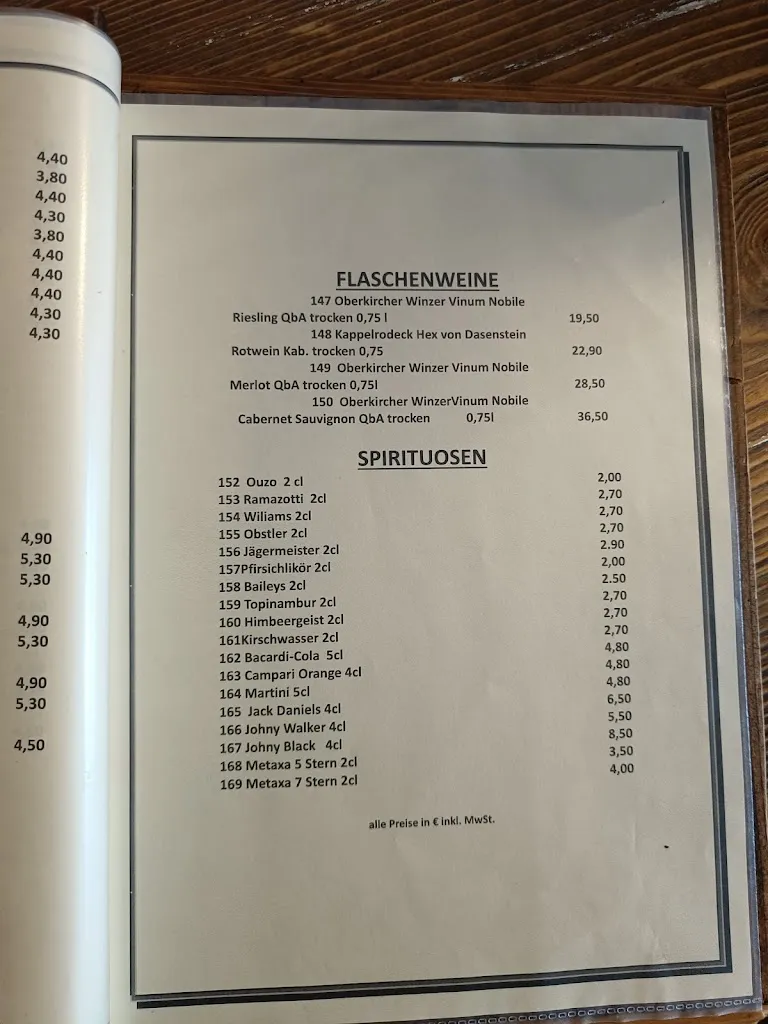 4,40
3,80
4,40
4,30
3,80
4,40
4,40
4,40
4,30
4,30
4,90
5,30
5,30
4,90
5,30
4,90
5,30
4,50
FLASCHENWEINE
147 Oberkircher Winzer Vinum Nobile
Riesling QbA trocken 0,75 l 19,50
148 Kappelrodeck Hex von Dasenstein
Rotwein Kab. trocken 0,75 22,90
149 Oberkircher Winzer Vinum Nobile
Merlot QbA trocken 0,75l 28,50
150 Oberkircher WinzerVinum Nobile
Cabernet Sauvignon QbA trocken 0,75l 36,50
SPIRITUOSEN
152 Ouzo 2 cl 2,00
153 Ramazotti 2cl 2,70
154 Wiliams 2cl 2,70
155 Obstler 2cl 2,70
156 Jägermeister 2cl 2.90
157Pfirsichlikör 2cl 2,00
158 Baileys 2cl 2.50
159 Topinambur 2cl 2,70
160 Himbeergeist 2cl 2,70
161Kirschwasser 2cl 2,70
162 Bacardi-Cola 5cl 4,80
163 Campari Orange 4cl 4,80
164 Martini 5cl 4,80
165 Jack Daniels 4cl 6,50
166 Johny Walker 4cl 5,50
167 Johny Black 4cl 8,50
168 Metaxa 5 Stern 2cl 3,50
169 Metaxa 7 Stern 2cl 4,00
alle Preise in € inkl. MwSt.